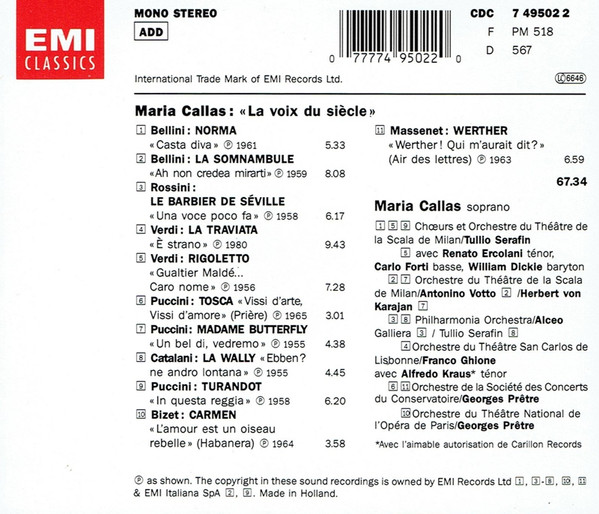 EMI
CLASSICS
MONO STEREO
ADD
CDC 7 49502 2
F PM 518
D 567
0 77774 95022 0
International Trade Mark of EMI Records Ltd.
LC 6646
Maria Callas : « La voix du siècle »
1 Bellini : NORMA
« Casta diva » ℗ 1961 5.33
2 Bellini : LA SOMNAMBULE
« Ah non credea mirarti » ℗ 1959 8.08
3 Rossini :
LE BARBIER DE SÉVILLE
« Una voce poco fa » ℗ 1958 6.17
4 Verdi : LA TRAVIATA
« È strano » ℗ 1980 9.43
5 Verdi : RIGOLETTO
« Gualtier Maldé...
Caro nome » ℗ 1956 7.28
6 Puccini : TOSCA « Vissi d'arte,
Vissi d'amore » (Prière) ℗ 1965 3.01
7 Puccini : MADAME BUTTERFLY
« Un bel di, vedremo » ℗ 1955 4.38
8 Catalani : LA WALLY « Ebben ?
ne andro lontana » ℗ 1955 4.45
9 Puccini : TURANDOT
« In questa reggia » ℗ 1958 6.20
10 Bizet : CARMEN
« L'amour est un oiseau
rebelle » (Habanera) ℗ 1964 3.58
11 Massenet : WERTHER
« Werther ! Qui m'aurait dit ? »
(Air des lettres) ℗ 1963 6.59
67.34
Maria Callas soprano
1 5 9 Chœurs et Orchestre du Théâtre de
la Scala de Milan/Tullio Serafin
5 avec Renato Ercolani ténor,
Carlo Forti basse, William Dickie baryton
2 7 Orchestre du Théâtre de la Scala
de Milan/Antonino Votto 2 /Herbert von
Karajan 7
3 8 Philharmonia Orchestra/Alceo
Galliera 3 / Tullio Serafin 8
4 Orchestre du Théâtre San Carlos de
Lisbonne/Franco Ghione
avec Alfredo Kraus* ténor
6 11 Orchestre de la Société des Concerts
du Conservatoire/Georges Prêtre
10 Orchestre du Théâtre National de
l'Opéra de Paris/Georges Prêtre
*Avec l'aimable autorisation de Carillon Records
℗ as shown. The copyright in these sound recordings is owned by EMI Records Ltd 1, 3-8, 10, 11
& EMI Italiana SpA 2, 9. Made in Holland.